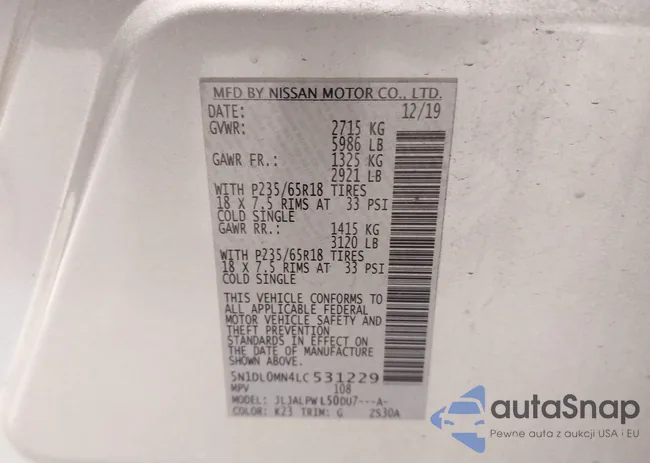 MFD BY NISSAN MOTOR CO., LTD.
DATE: 12/19
GVWR: 2715 KG
5986 LB
GAWR FR.: 1325 KG
2921 LB
WITH P235/65R18 TIRES
18 X 7.5 RIMS AT 33 PSI
COLD SINGLE
GAWR RR.: 1415 KG
3120 LB
WITH P235/65R18 TIRES
18 X 7.5 RIMS AT 33 PSI
COLD SINGLE
THIS VEHICLE CONFORMS TO
ALL APPLICABLE FEDERAL
MOTOR VEHICLE SAFETY AND
THEFT PREVENTION
STANDARDS IN EFFECT ON
THE DATE OF MANUFACTURE
SHOWN ABOVE.
5N1DL0MN4LC531229
MPV 108
MODEL: JLJALPW L50DU7---A-
COLOR: K23 TRIM: G ZS30A
autoSnap
Pewne auta z aukcji USA i EU